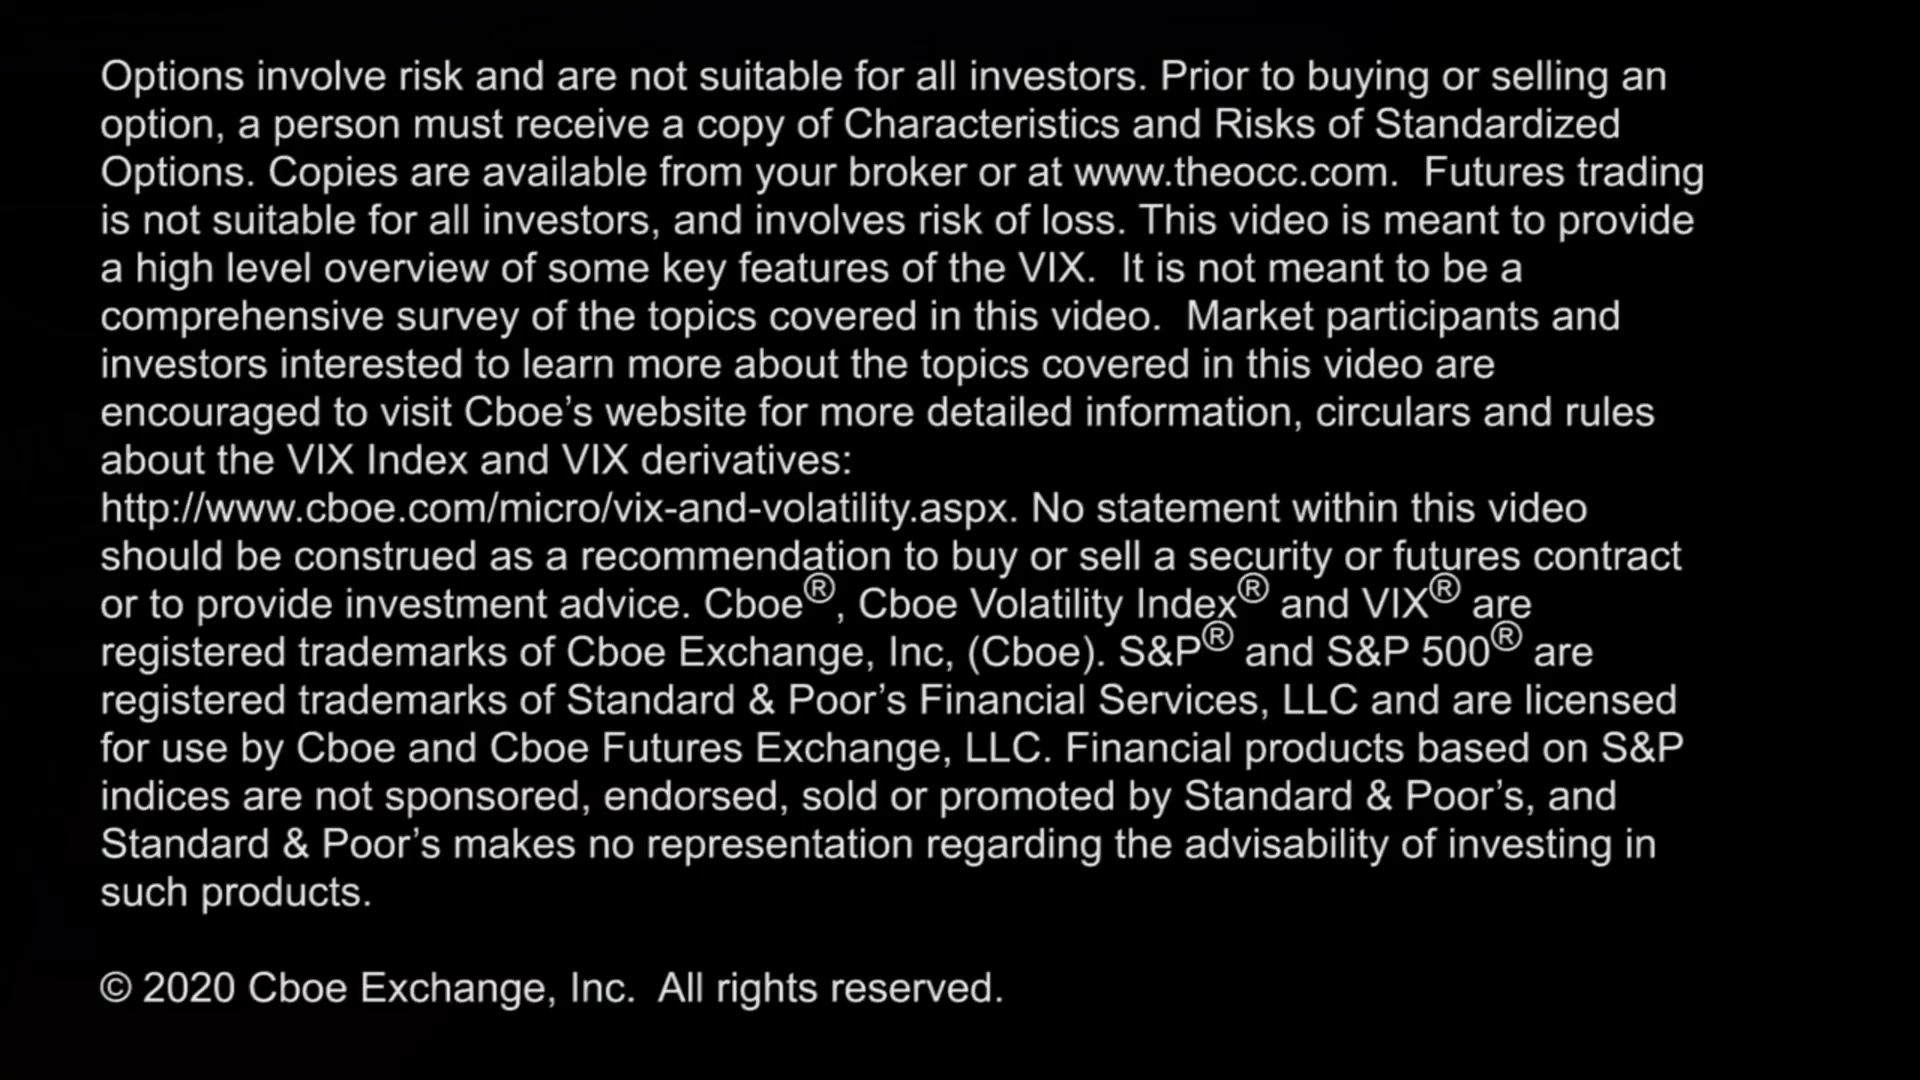 Options involve risk and are not suitable for all investors. Prior to buying or selling an
option, a person must receive a copy of Characteristics and Risks of Standardized
Options. Copies are available from your broker or at www.theocc.com.  Futures trading
is not suitable for all investors, and involves risk of loss. This video is meant to provide
a high level overview of some key features of the VIX.  It is not meant to be a
comprehensive survey of the topics covered in this video.  Market participants and
investors interested to learn more about the topics covered in this video are
encouraged to visit Cboe’s website for more detailed information, circulars and rules
about the VIX Index and VIX derivatives:
http://www.cboe.com/micro/vix-and-volatility.aspx. No statement within this video
should be construed as a recommendation to buy or sell a security or futures contract
or to provide investment advice. Cboe®, Cboe Volatility Index® and VIX® are
registered trademarks of Cboe Exchange, Inc, (Cboe). S&P® and S&P 500® are
registered trademarks of Standard & Poor’s Financial Services, LLC and are licensed
for use by Cboe and Cboe Futures Exchange, LLC. Financial products based on S&P
indices are not sponsored, endorsed, sold or promoted by Standard & Poor’s, and
Standard & Poor’s makes no representation regarding the advisability of investing in
such products.
© 2020 Cboe Exchange, Inc.  All rights reserved.